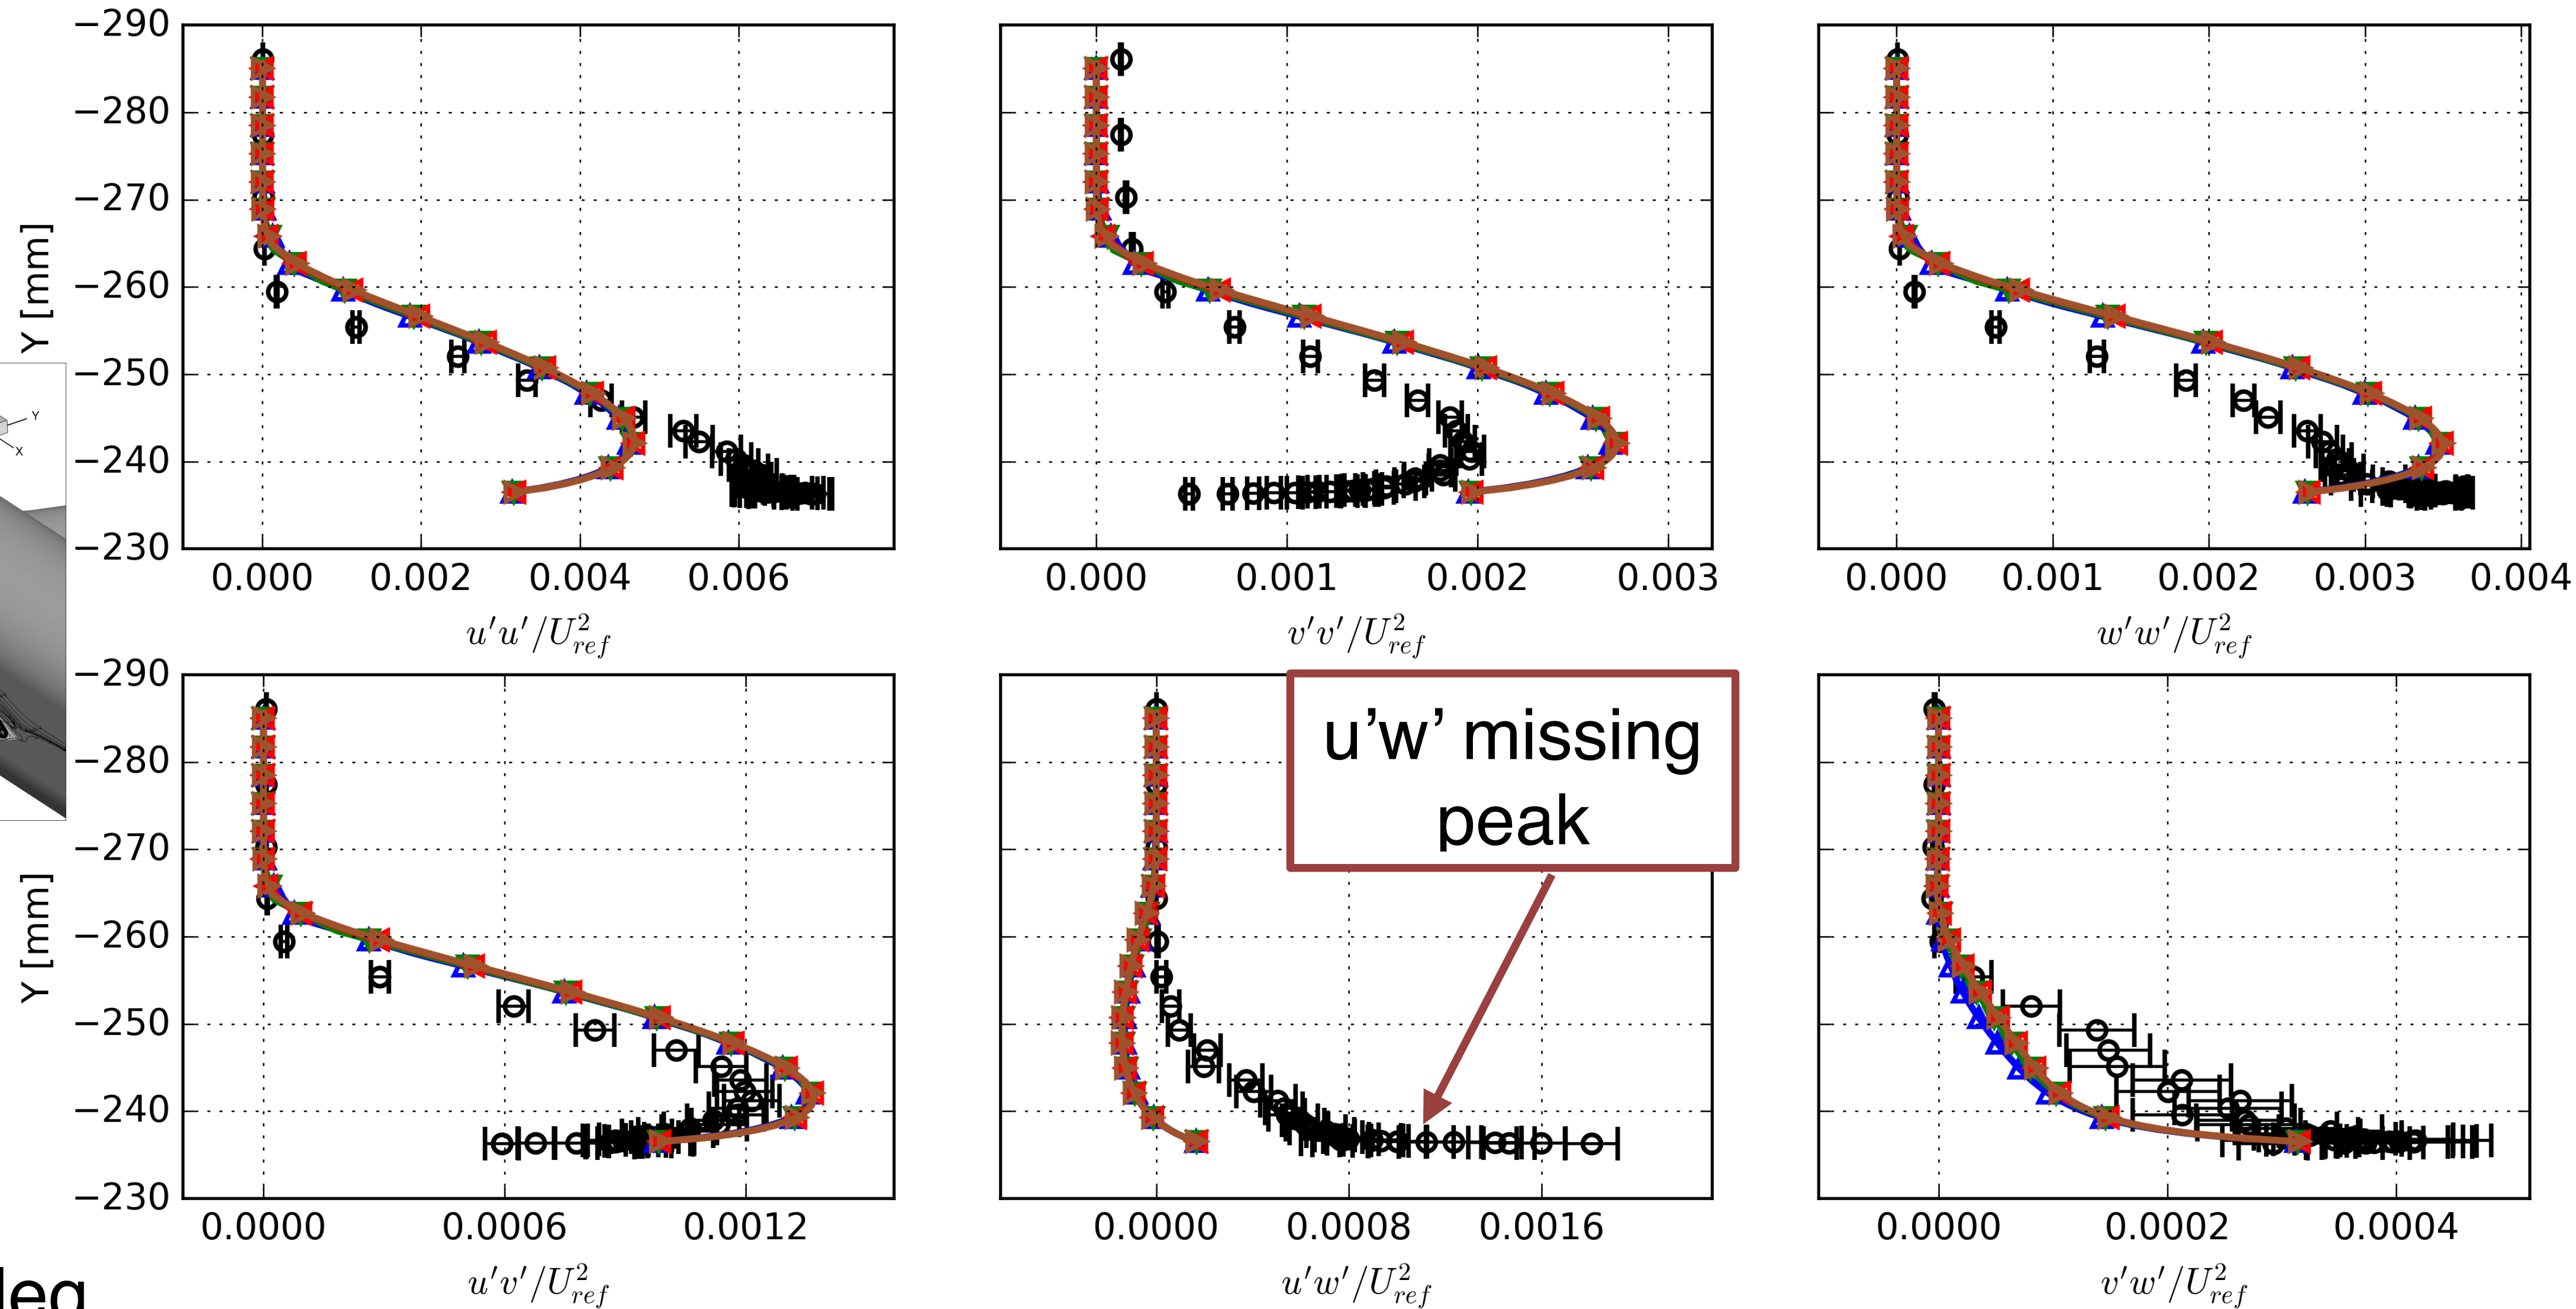 −290
−280
−270
−260
−250
−240
−230
Y [mm]
0.000 0.002 0.004 0.006
u'u'/U²ref
0.000 0.001 0.002 0.003
v'v'/U²ref
0.000 0.001 0.002 0.003 0.004
w'w'/U²ref
Y
X
−290
−280
−270
−260
−250
−240
−230
Y [mm]
u’w’ missing
peak
0.0000 0.0006 0.0012
u'v'/U²ref
0.0000 0.0008 0.0016
u'w'/U²ref
0.0000 0.0002 0.0004
v'w'/U²ref